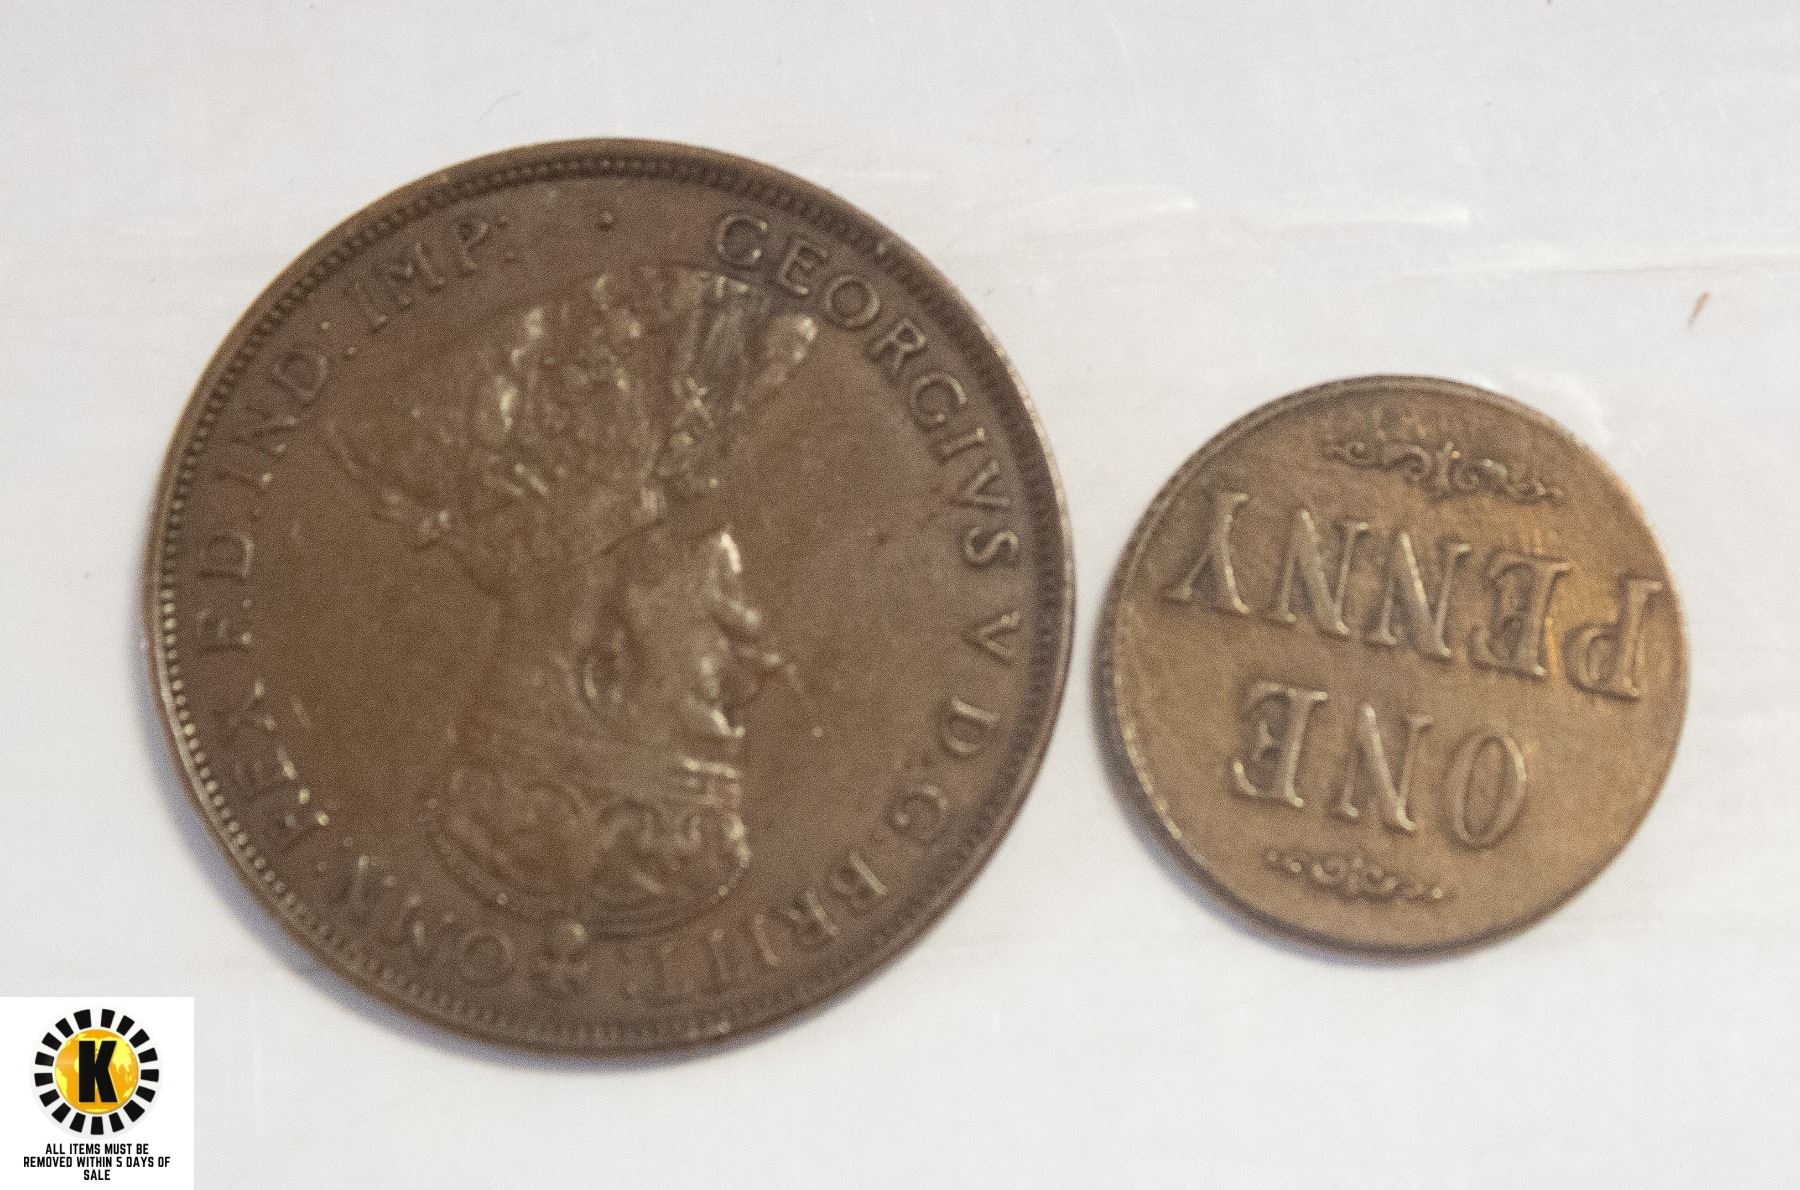 GEORGIVS V D.G.BRITT: OMN: REX F.D. IND: IMP:
ONE
PENNY
K
ALL ITEMS MUST BE
REMOVED WITHIN 5 DAYS OF
SALE